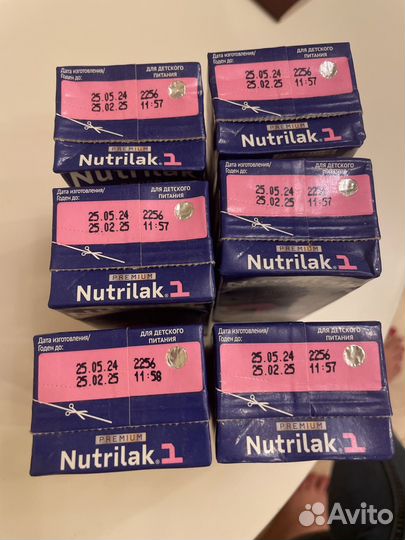 Дата изготовления/
Годен до:
ДЛЯ ДЕТСКОГО
ПИТАНИЯ
25.05.24 2256
25.02.25 11:57
Nutrilak 1
Дата изготовления/
Годен до:
ДЛЯ ДЕТСКОГО
ПИТАНИЯ
25.05.24 2256
25.02.25 11:57
PREMIUM
Nutrilak 1
Дата изготовления/
Годен до:
ДЛЯ ДЕТСКОГО
ПИТАНИЯ
25.05.24 2256
25.02.25 11:57
PREMIUM
Nutrilak 1
Дата изготовления/
Годен до:
ДЛЯ ДЕТСКОГО
ПИТАНИЯ
25.05.24 2256
25.02.25 11:57
PREMIUM
Nutrilak 1
Дата изготовления/
Годен до:
ДЛЯ ДЕТСКОГО
ПИТАНИЯ
25.05.24 2256
25.02.25 11:58
PREMIUM
Nutrilak 1
Дата изготовления/
Годен до:
ДЛЯ ДЕТСКОГО
ПИТАНИЯ
25.05.24 2256
25.02.25 11:57
PREMIUM
Nutrilak 1
Avito